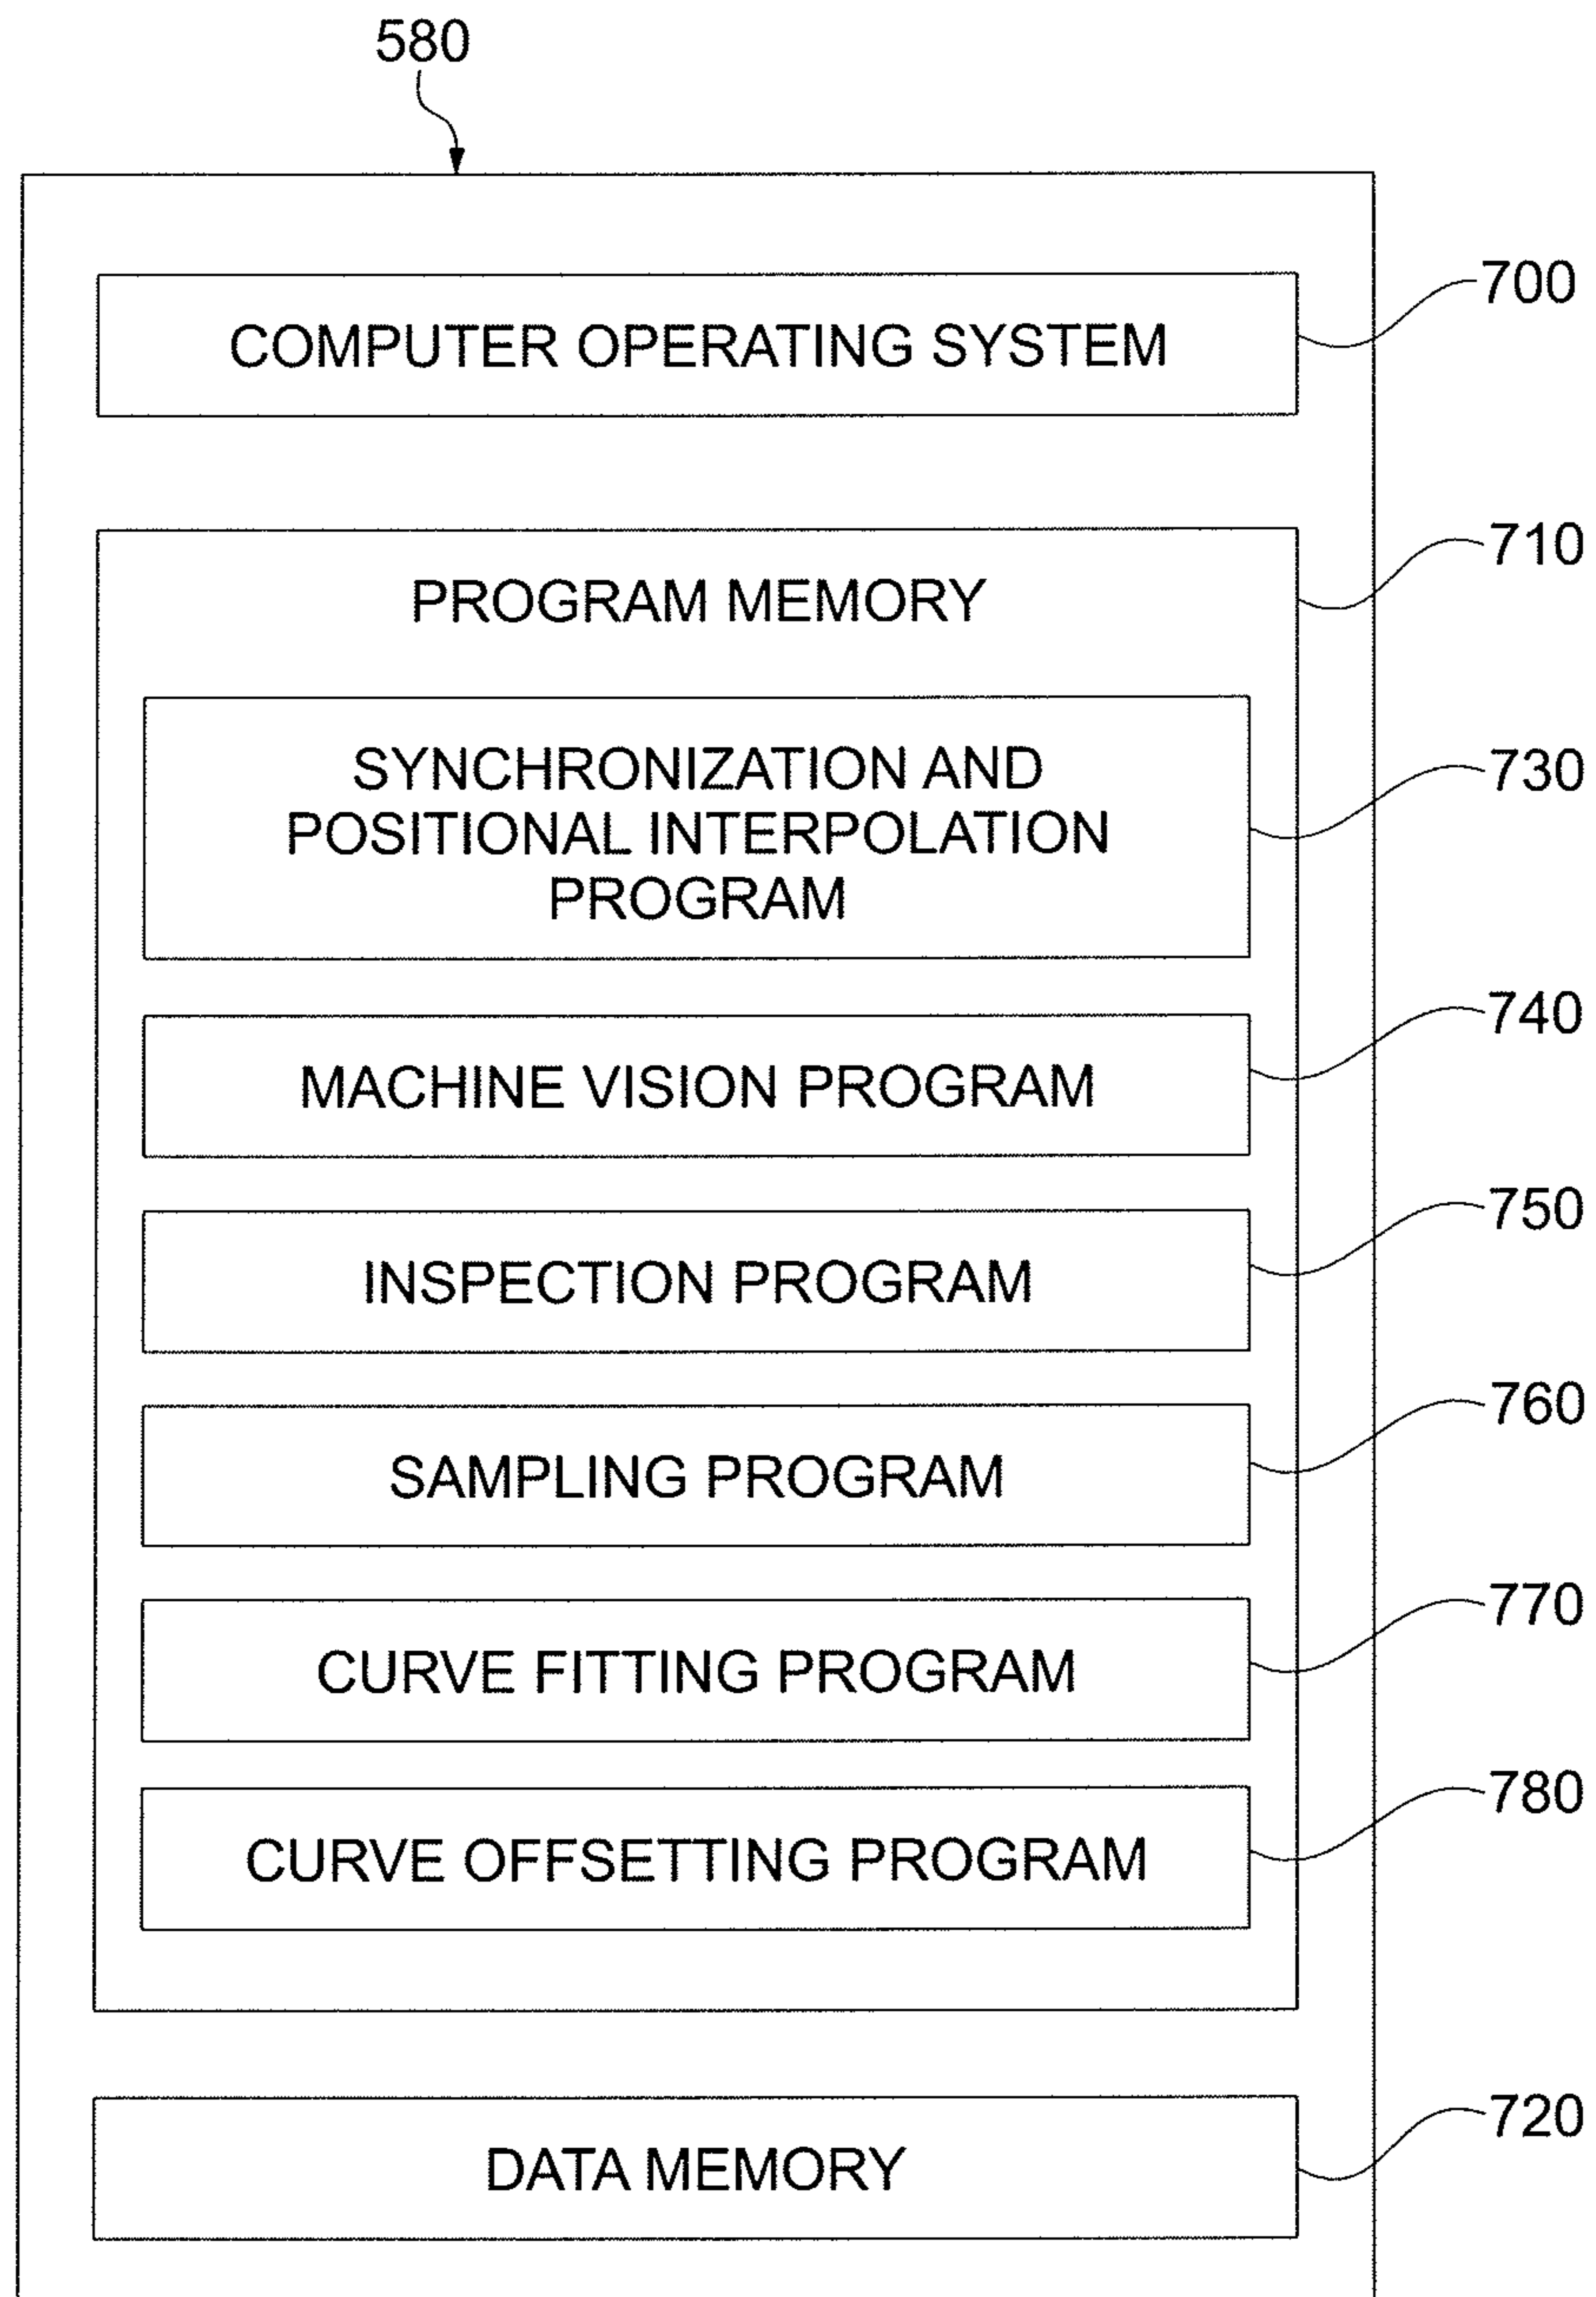 580
COMPUTER OPERATING SYSTEM
700
PROGRAM MEMORY
710
SYNCHRONIZATION AND
POSITIONAL INTERPOLATION
PROGRAM
730
MACHINE VISION PROGRAM
740
INSPECTION PROGRAM
750
SAMPLING PROGRAM
760
CURVE FITTING PROGRAM
770
CURVE OFFSETTING PROGRAM
780
DATA MEMORY
720